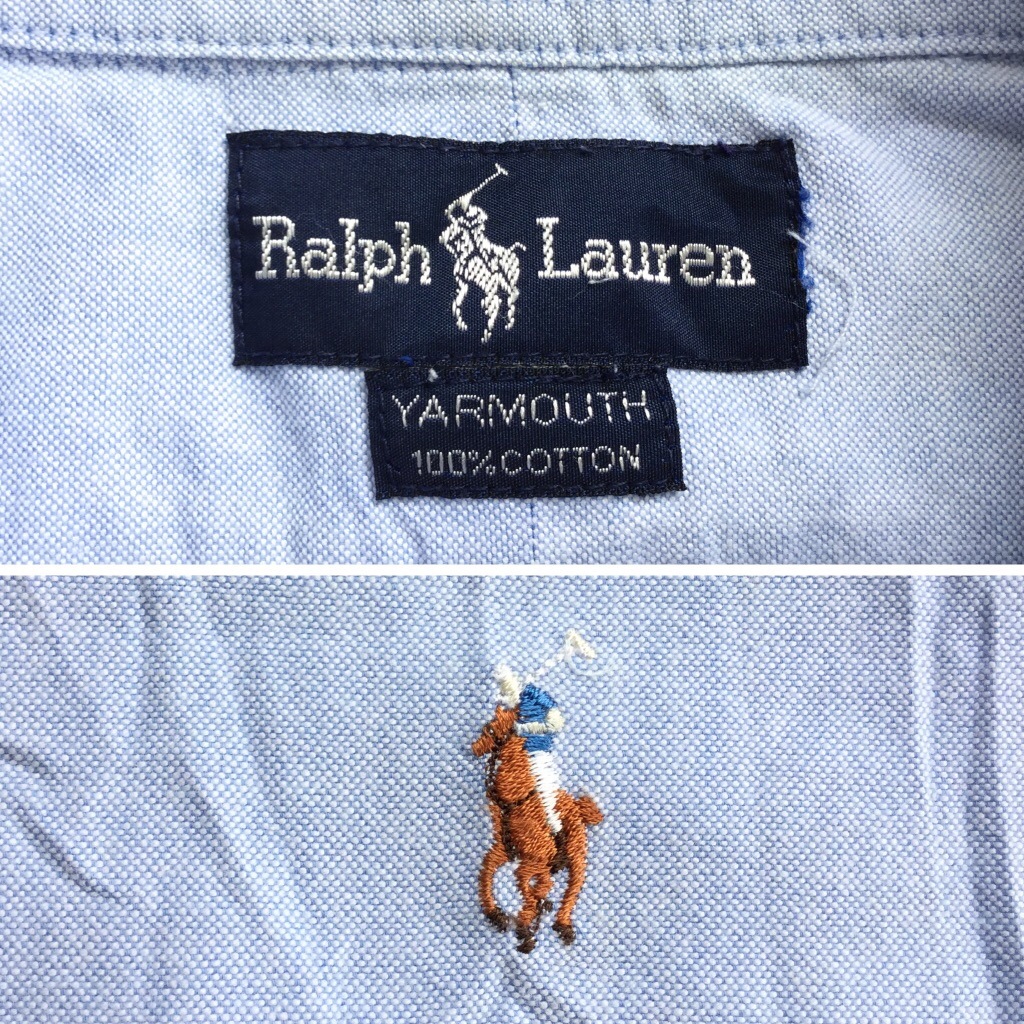 Ralph Lauren
YARMOUTH
100% COTTON